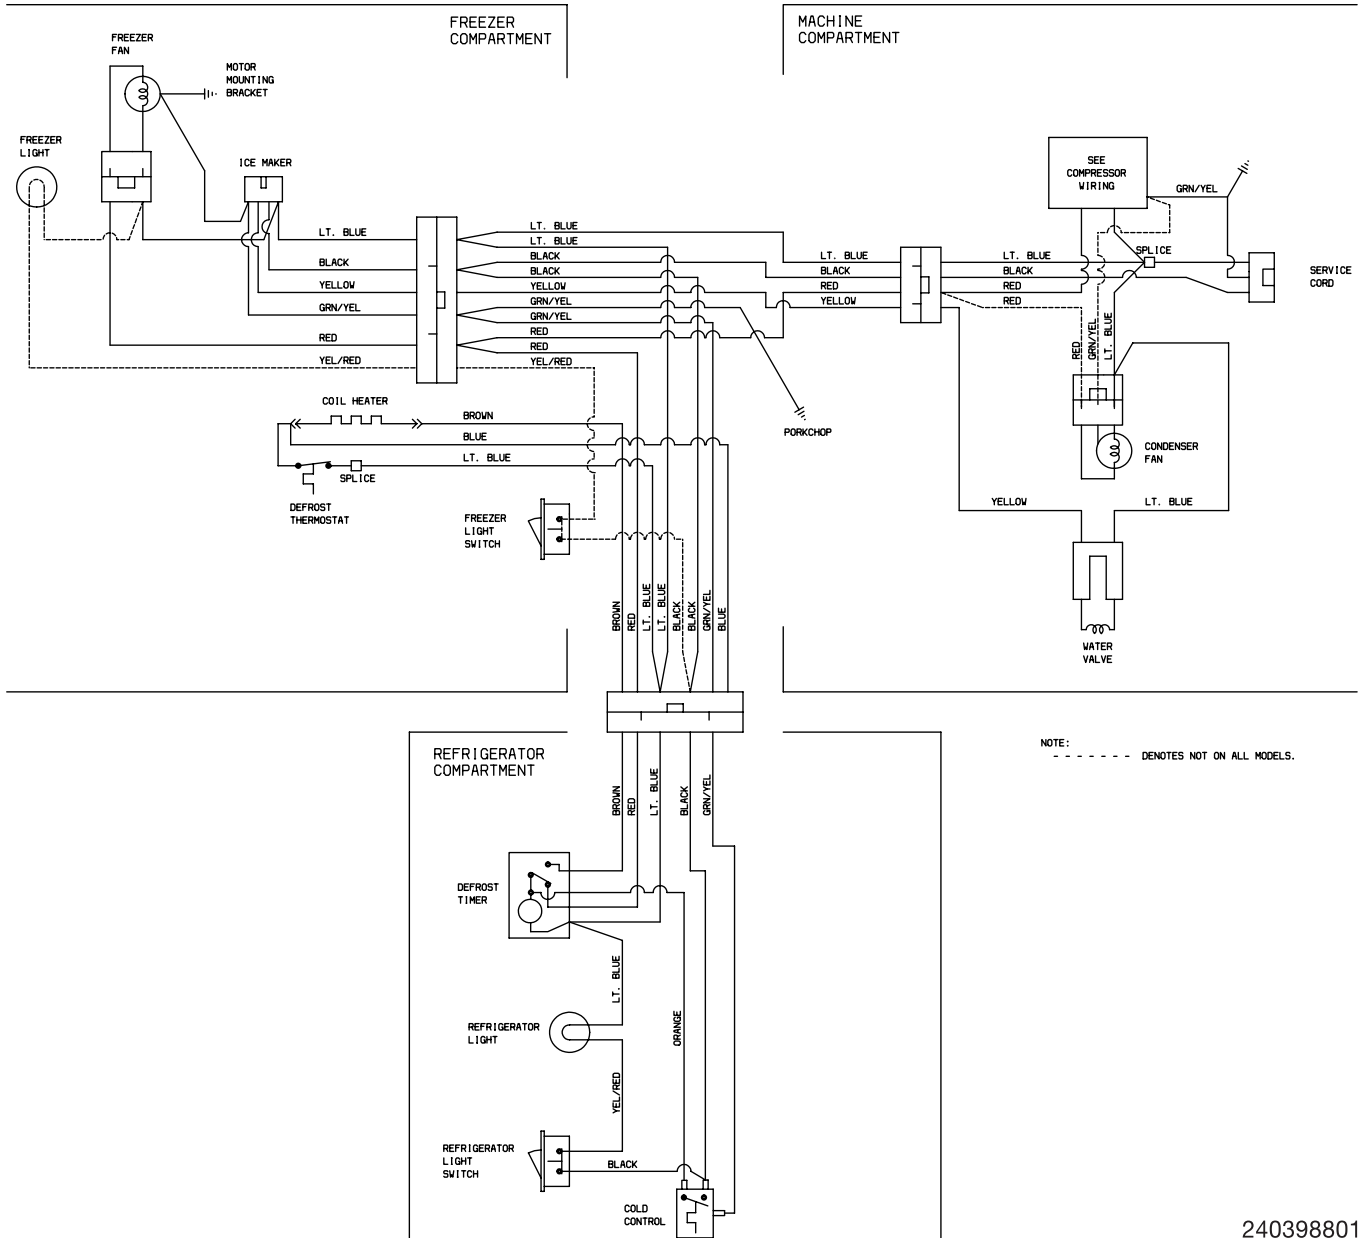 FREEZER
COMPARTMENT
MACHINE
COMPARTMENT
FREEZER
FAN
MOTOR
MOUNTING
BRACKET
FREEZER
LIGHT
ICE MAKER
LT. BLUE
BLACK
YELLOW
GRN/YEL
RED
YEL/RED
LT. BLUE
LT. BLUE
BLACK
BLACK
YELLOW
GRN/YEL
GRN/YEL
RED
RED
YEL/RED
LT. BLUE
BLACK
RED
YELLOW
LT. BLUE
BLACK
RED
RED
SEE
COMPRESSOR
WIRING
GRN/YEL
SPLICE
SERVICE
CORD
RED
GRN/YEL
LT. BLUE
CONDENSER
FAN
YELLOW
LT. BLUE
WATER
VALVE
PORKCHOP
COIL HEATER
BROWN
BLUE
LT. BLUE
SPLICE
DEFROST
THERMOSTAT
FREEZER
LIGHT
SWITCH
BROWN
RED
LT. BLUE
LT. BLUE
BLACK
BLACK
GRN/YEL
BLUE
REFRIGERATOR
COMPARTMENT
NOTE:
- - - - - - - DENOTES NOT ON ALL MODELS.
BROWN
RED
LT. BLUE
BLACK
GRN/YEL
DEFROST
TIMER
LT. BLUE
REFRIGERATOR
LIGHT
ORANGE
YEL/RED
REFRIGERATOR
LIGHT
SWITCH
BLACK
COLD
CONTROL
240398801